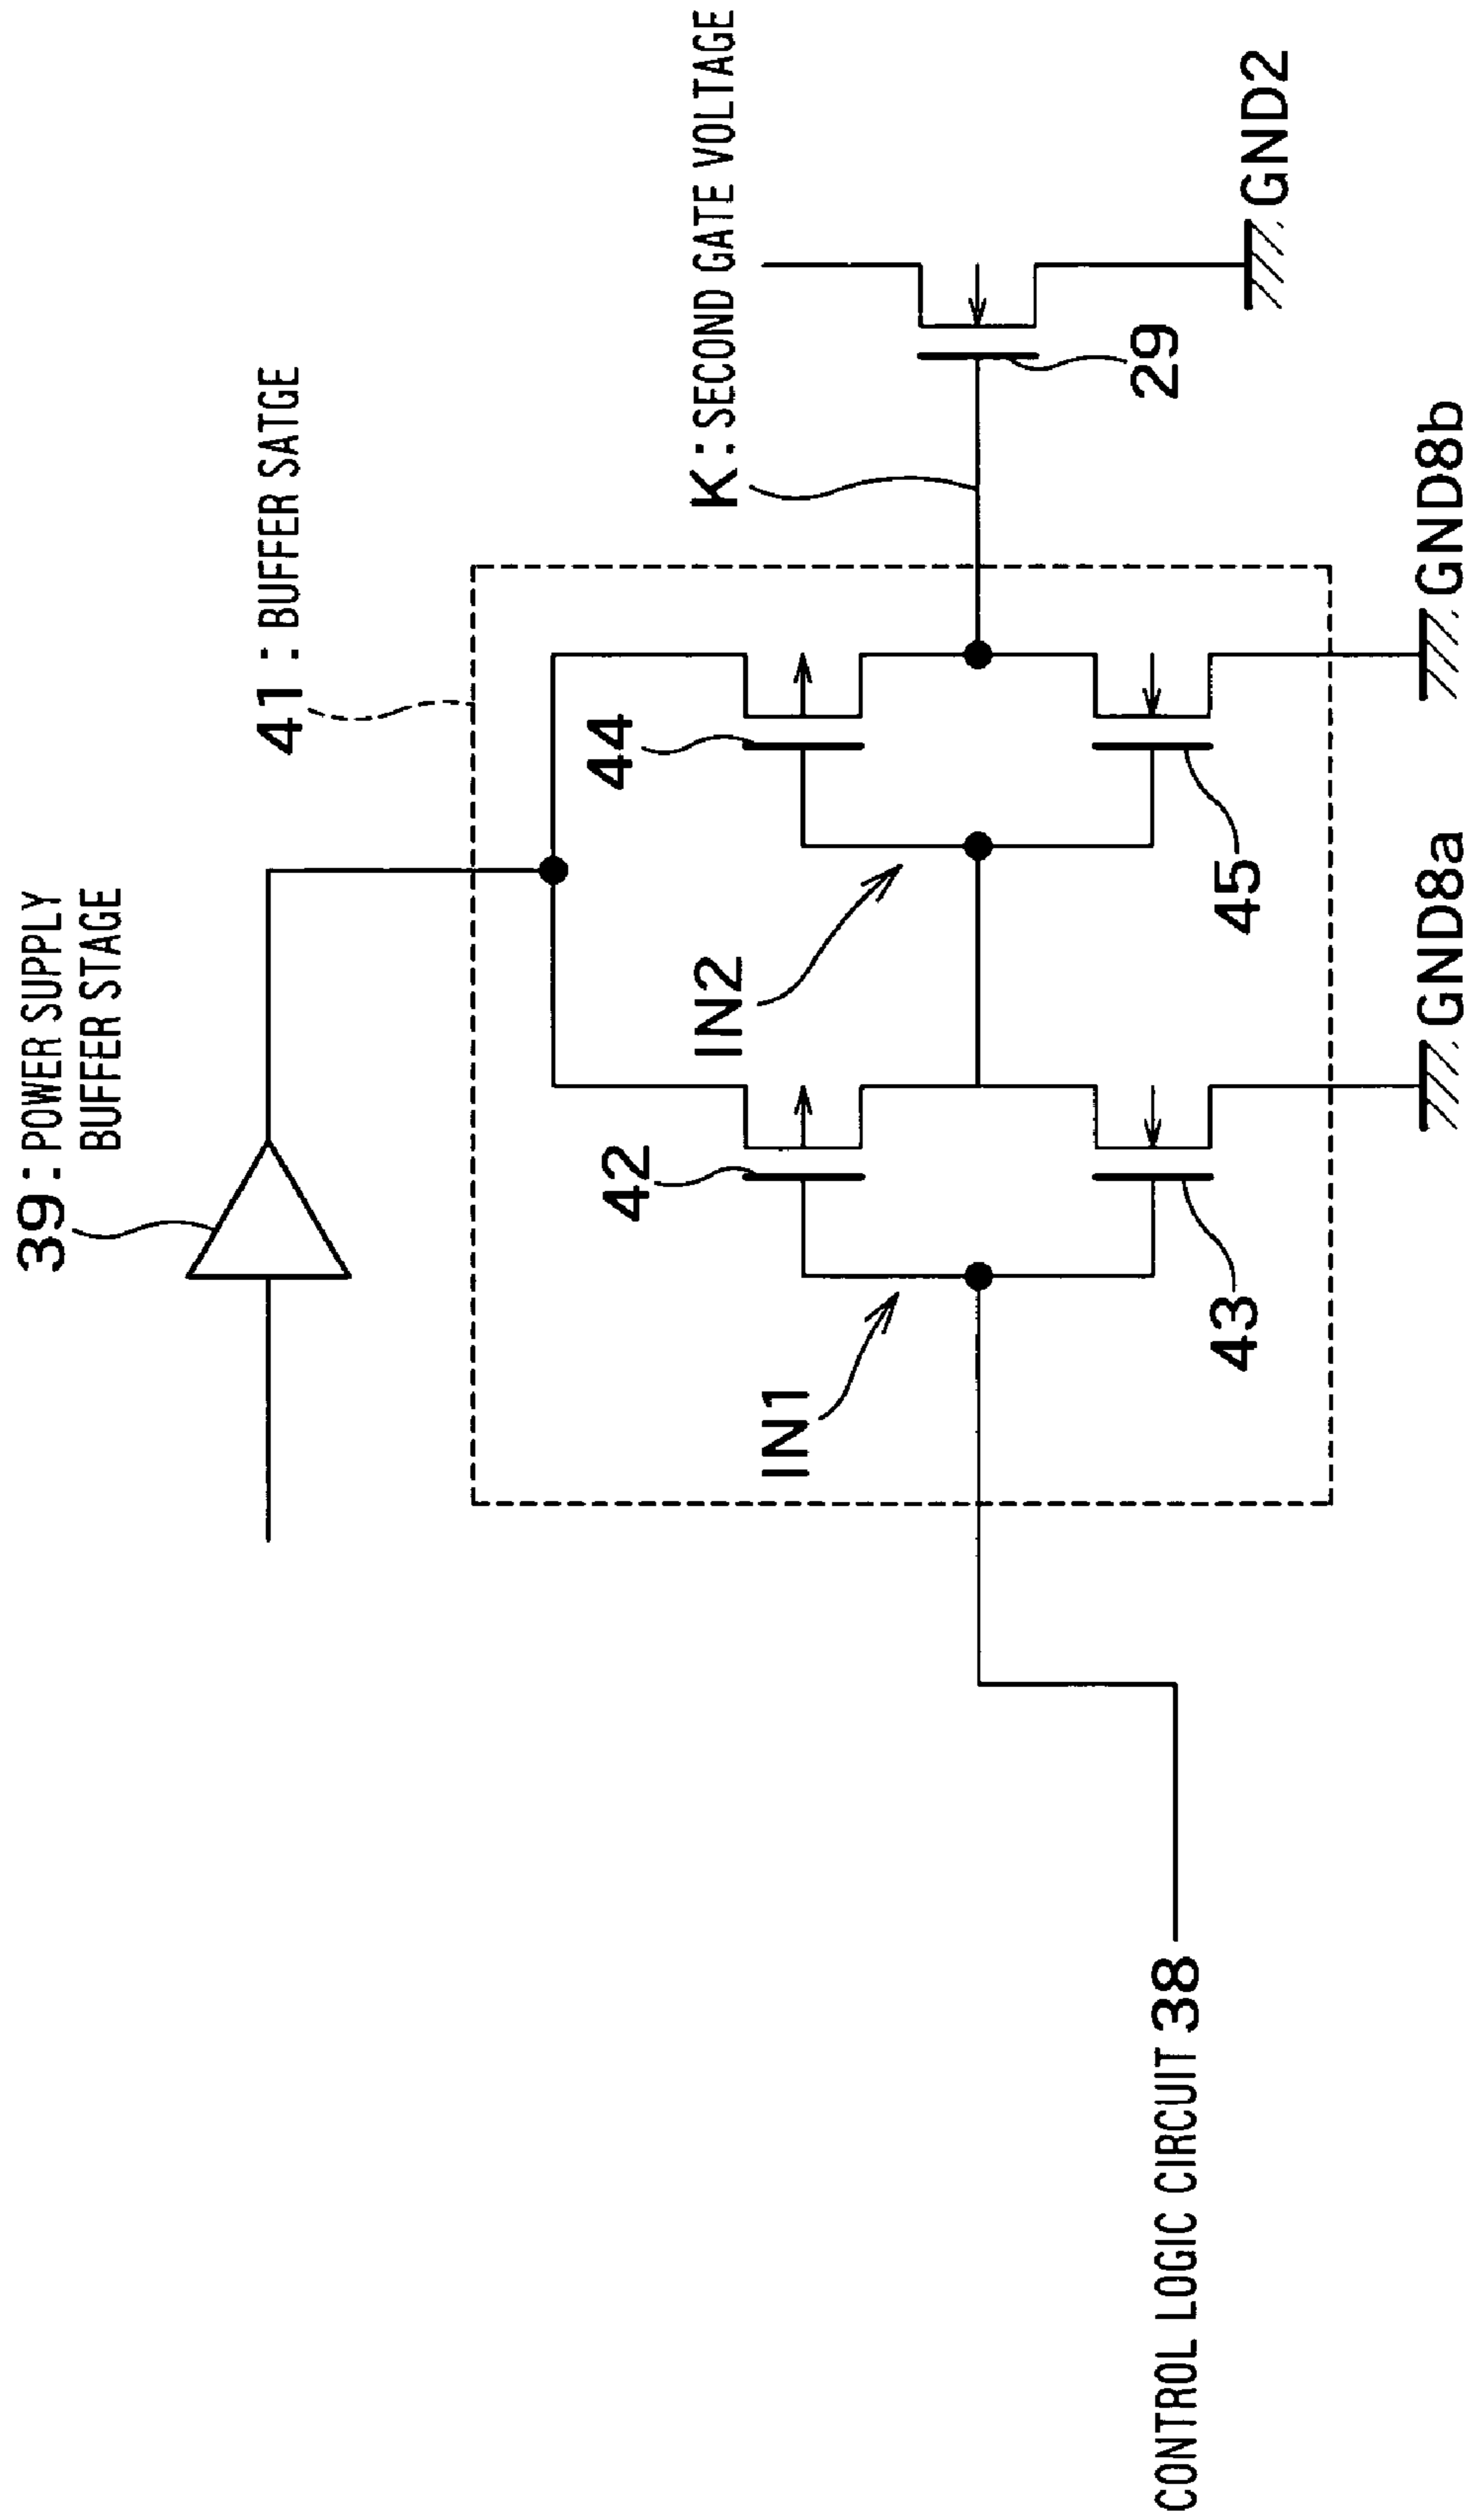 39: POWER SUPPLY
BUFFER STAGE
41: BUFFER SATGE
K: SECOND GATE VOLTAGE
IN1
42
43
IN2
44
45
29
CONTROL LOGIC CIRCUIT 38
GND8a
GND8b
GND2